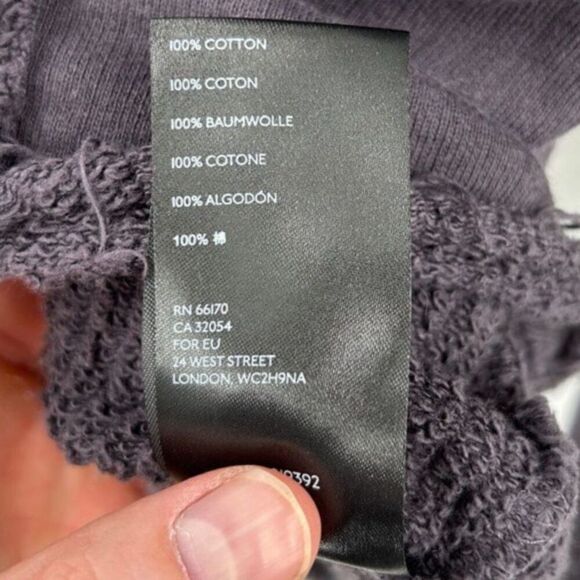 100% COTTON
100% COTON
100% BAUMWOLLE
100% COTONE
100% ALGODÓN
100% 棉
RN 66170
CA 32054
FOR EU
24 WEST STREET
LONDON, WC2H9NA